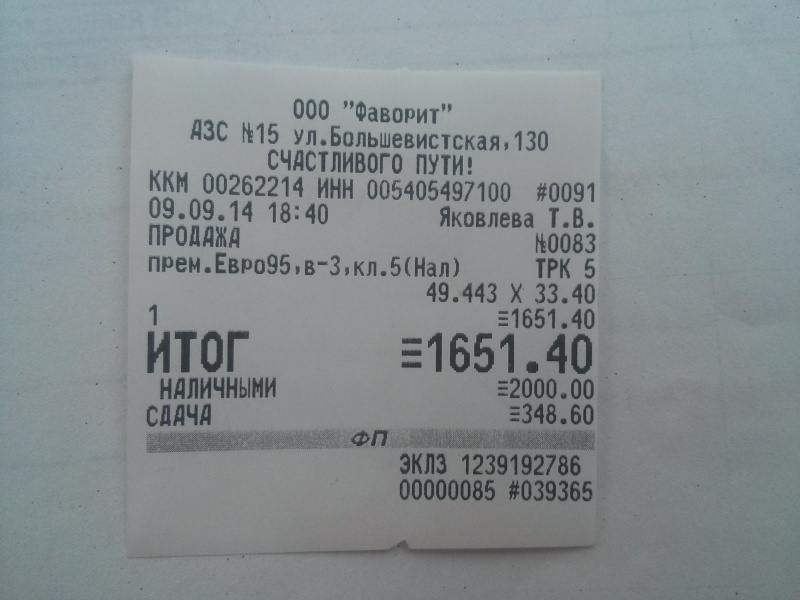 ООО "Фаворит"
АЗС №15 ул.Большевистская,130
СЧАСТЛИВОГО ПУТИ!
ККМ 00262214 ИНН 005405497100 #0091
09.09.14 18:40 Яковлева Т.В.
ПРОДАЖА №0083
прем.Евро95,в-3,кл.5(Нал) ТРК 5
49.443 X 33.40
1 ≡1651.40
ИТОГ ≡1651.40
НАЛИЧНЫМИ ≡2000.00
СДАЧА ≡348.60
ФП
ЭКЛЗ 1239192786
00000085 #039365